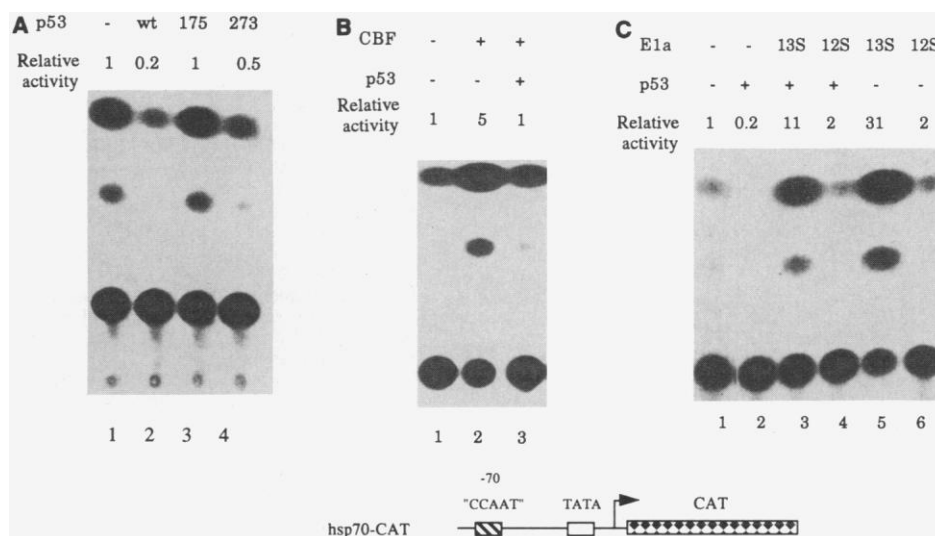 A
p53 - wt 175 273
Relative activity 1 0.2 1 0.5
1 2 3 4
B
CBF - + +
p53 - - +
Relative activity 1 5 1
1 2 3
C
E1a - - 13S 12S 13S 12S
p53 - + + + - -
Relative activity 1 0.2 11 2 31 2
1 2 3 4 5 6
-70
"CCAAT" TATA CAT
hsp70-CAT